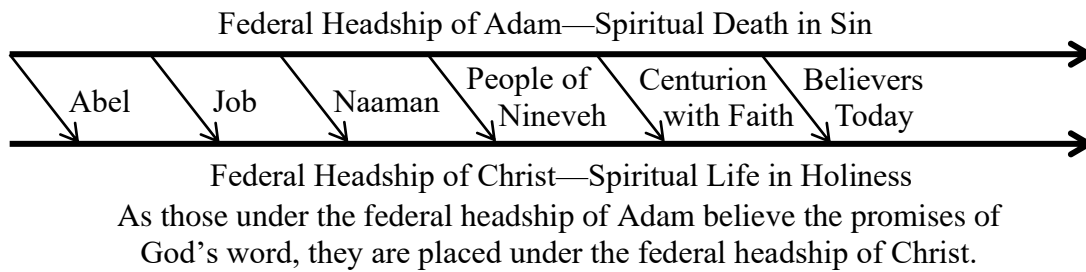 Federal Headship of Adam—Spiritual Death in Sin
Abel
Job
Naaman
People of
Nineveh
Centurion
with Faith
Believers
Today
Federal Headship of Christ—Spiritual Life in Holiness
As those under the federal headship of Adam believe the promises of
God’s word, they are placed under the federal headship of Christ.